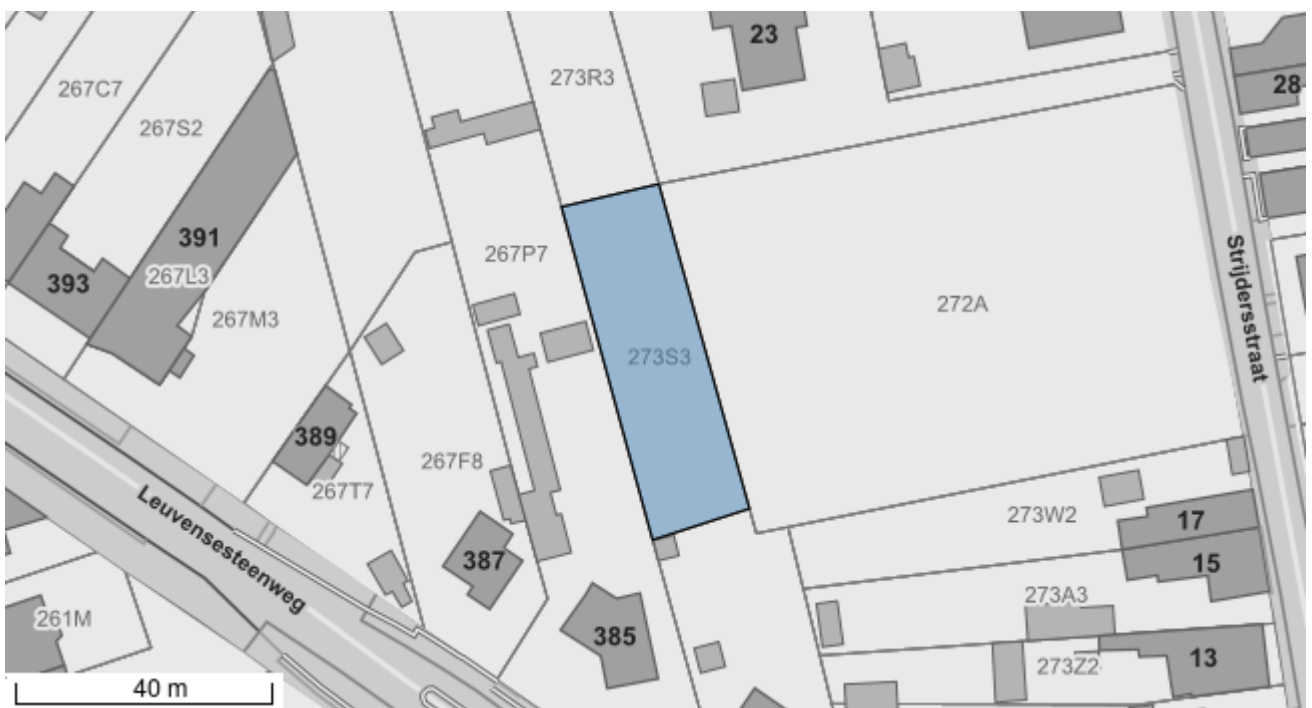 23
273R3
267C7
28
267S2
391
267P7
393
267L3
272A
Strijdersstraat
267M3
273S3
389
267F8
267T7
Leuvensesteenweg
273W2
17
387
15
273A3
261M
385
13
273Z2
40 m